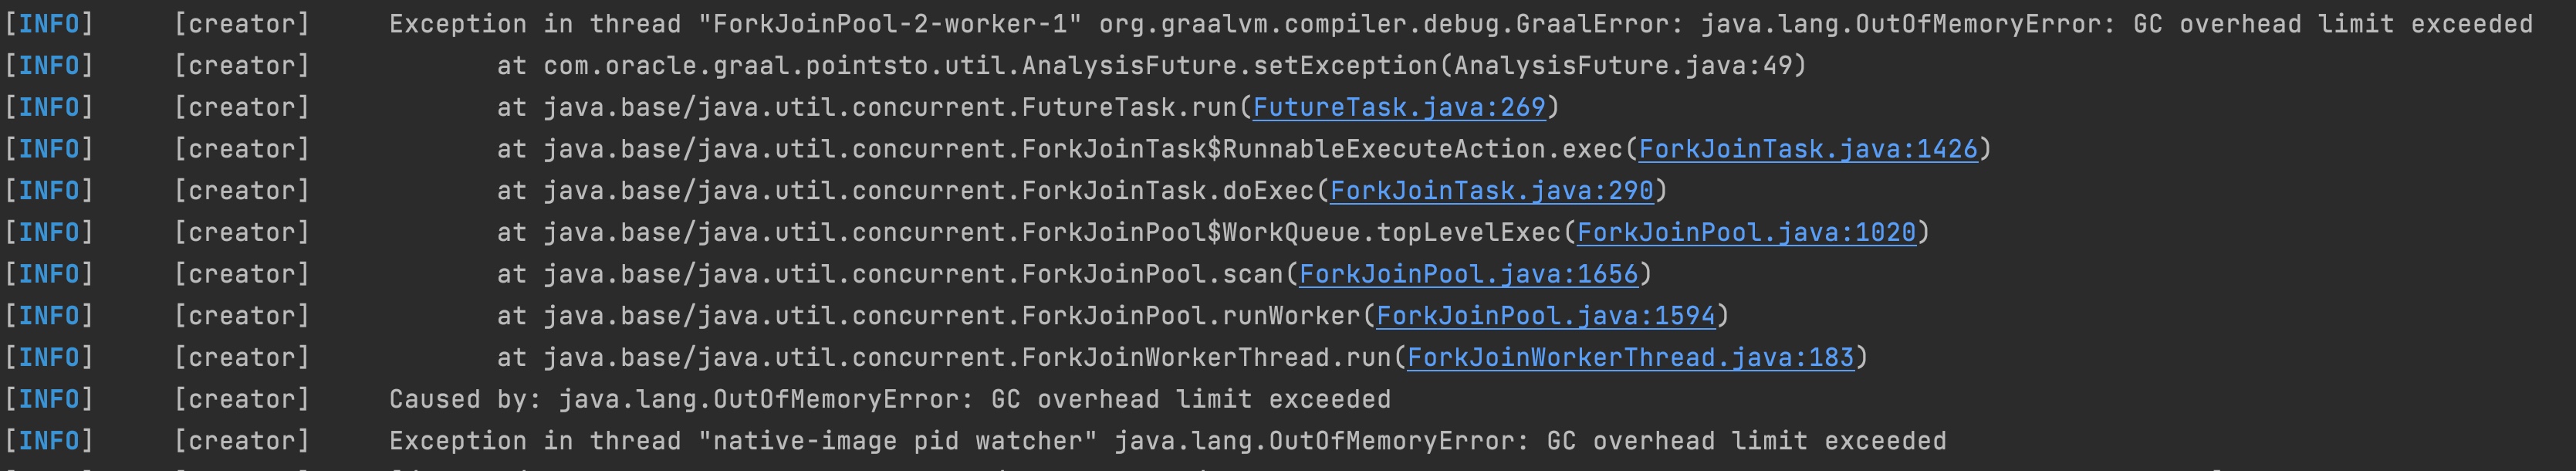 [INFO]     [creator]     Exception in thread "ForkJoinPool-2-worker-1" org.graalvm.compiler.debug.GraalError: java.lang.OutOfMemoryError: GC overhead limit exceeded
[INFO]     [creator]            at com.oracle.graal.pointsto.util.AnalysisFuture.setException(AnalysisFuture.java:49)
[INFO]     [creator]            at java.base/java.util.concurrent.FutureTask.run(FutureTask.java:269)
[INFO]     [creator]            at java.base/java.util.concurrent.ForkJoinTask$RunnableExecuteAction.exec(ForkJoinTask.java:1426)
[INFO]     [creator]            at java.base/java.util.concurrent.ForkJoinTask.doExec(ForkJoinTask.java:290)
[INFO]     [creator]            at java.base/java.util.concurrent.ForkJoinPool$WorkQueue.topLevelExec(ForkJoinPool.java:1020)
[INFO]     [creator]            at java.base/java.util.concurrent.ForkJoinPool.scan(ForkJoinPool.java:1656)
[INFO]     [creator]            at java.base/java.util.concurrent.ForkJoinPool.runWorker(ForkJoinPool.java:1594)
[INFO]     [creator]            at java.base/java.util.concurrent.ForkJoinWorkerThread.run(ForkJoinWorkerThread.java:183)
[INFO]     [creator]     Caused by: java.lang.OutOfMemoryError: GC overhead limit exceeded
[INFO]     [creator]     Exception in thread "native-image pid watcher" java.lang.OutOfMemoryError: GC overhead limit exceeded